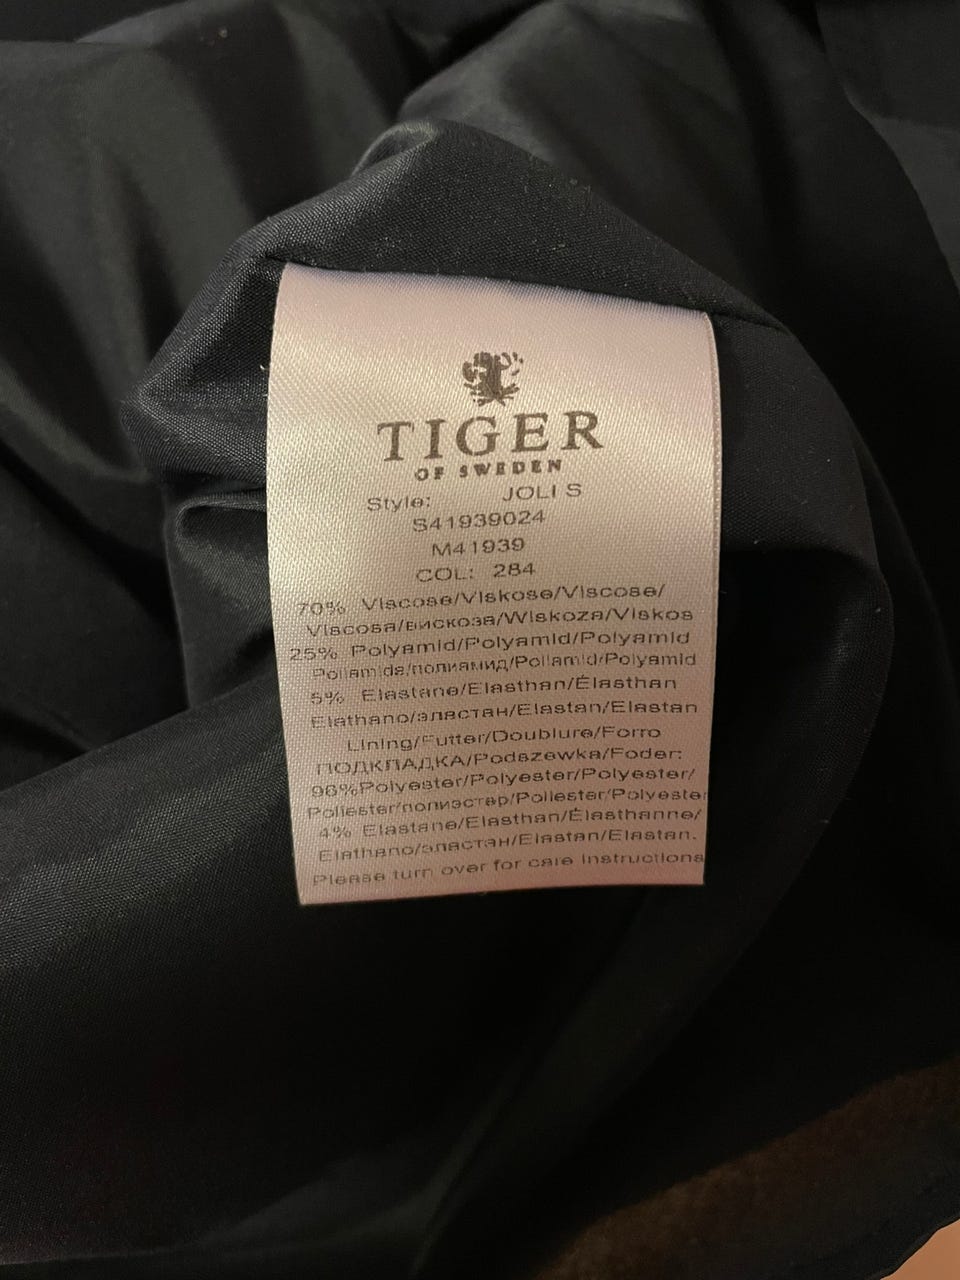 TIGER
OF SWEDEN
Style: JOLI S
S41939024
M41939
COL: 284
70% Viscose/Viskose/Viscose/
Viscosa/вискоза/Wiskoza/Viskos
25% Polyamid/Polyamid/Polyamid
Poliamida/полиамид/Poliamid/Polyamid
5% Elastane/Elasthan/Élasthan
Elathano/эластан/Elastan/Elastan
Lining/Futter/Doublure/Forro
ПОДКЛАДКА/Podszewka/Foder:
96%Polyester/Polyester/Polyester/
Poliester/полиэстер/Poliester/Polyester
4% Elastane/Elasthan/Élasthanne/
Elathano/эластан/Elastan/Elastan.
Please turn over for care instructions